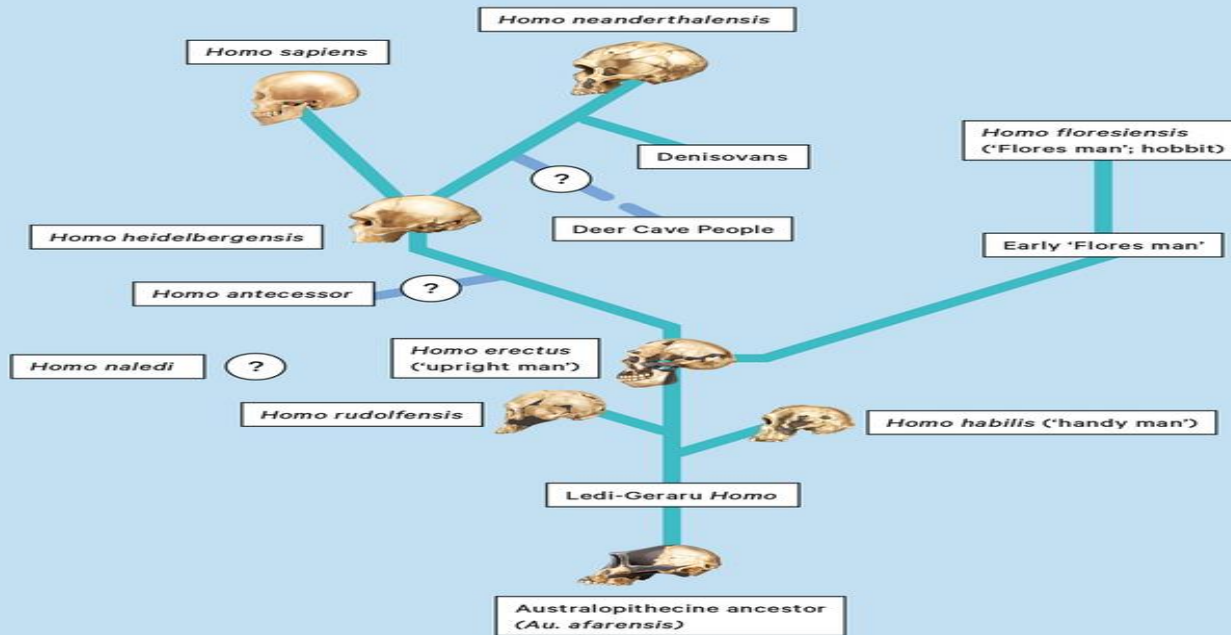 Homo neanderthalensis
Homo sapiens
Homo floresiensis
(‘Flores man’; hobbit)
Denisovans
?
Deer Cave People
Homo heidelbergensis
Early ‘Flores man’
Homo antecessor
?
Homo erectus
(‘upright man’)
Homo naledi
?
Homo rudolfensis
Homo habilis (‘handy man’)
Ledi-Geraru Homo
Australopithecine ancestor
(Au. afarensis)